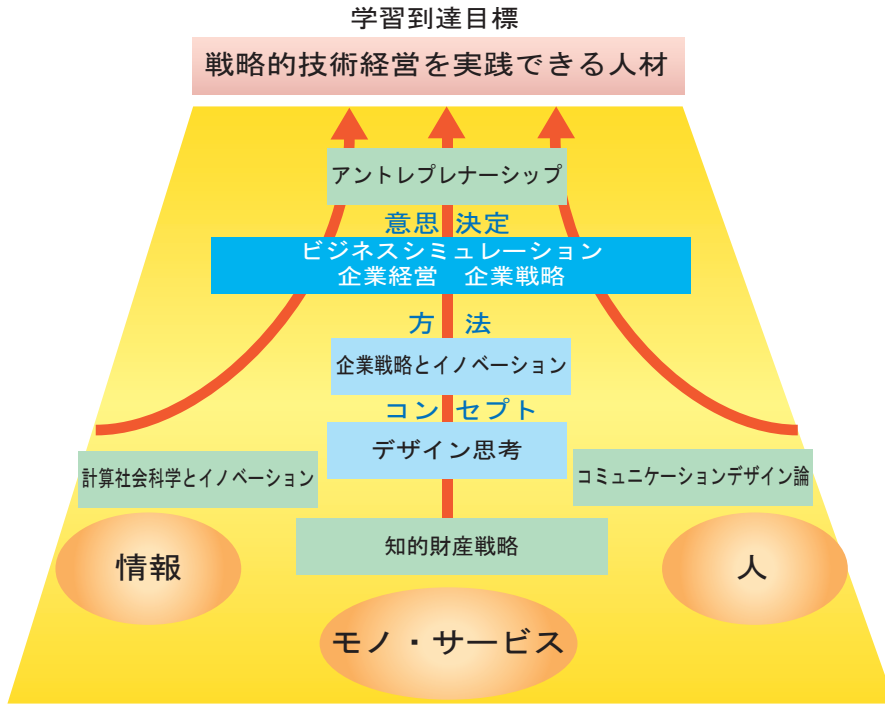 学習到達目標
戦略的技術経営を実践できる人材
アントレプレナーシップ
意思決定
ビジネスシミュレーション
企業経営　企業戦略
方法
企業戦略とイノベーション
コンセプト
デザイン思考
計算社会科学とイノベーション
コミュニケーションデザイン論
知的財産戦略
情報
人
モノ・サービス